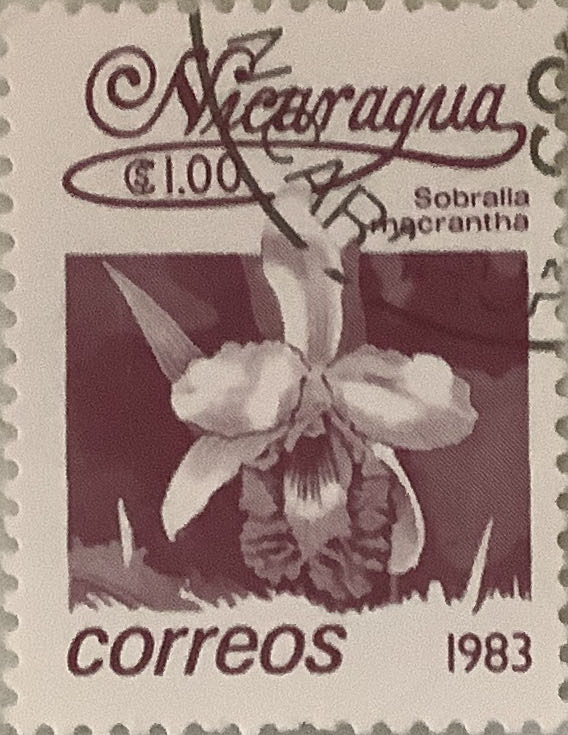 Nicaragua
₡$1.00
Sobralia
macrantha
correos 1983